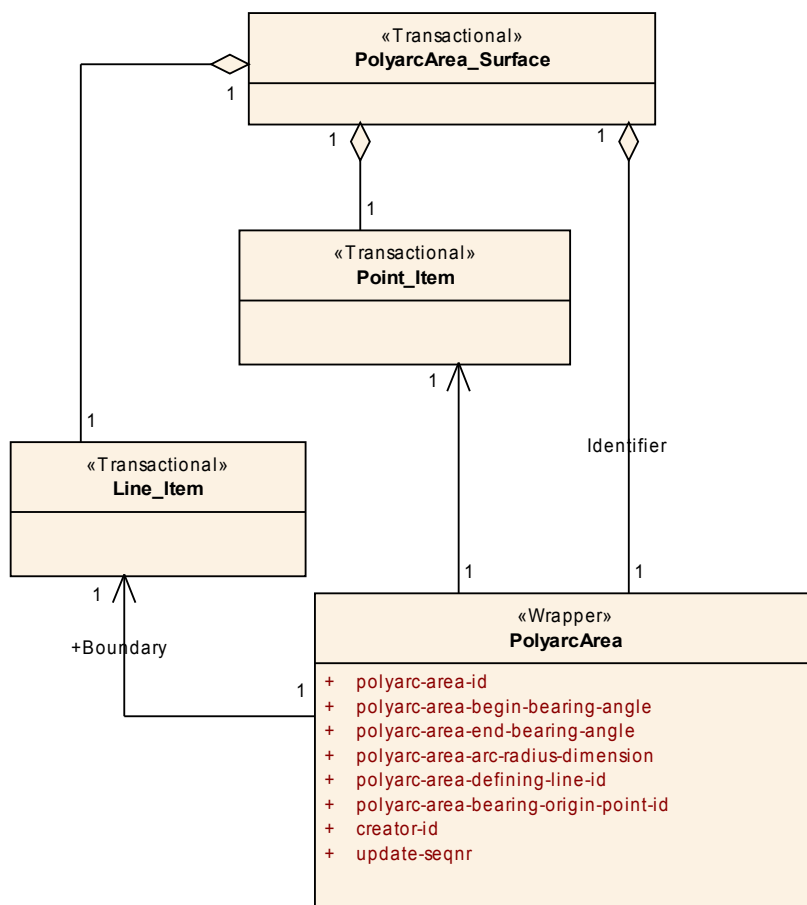 «Transactional»
PolyarcArea_Surface
1
1
1
1
«Transactional»
Point_Item
1
1
Identifier
«Transactional»
Line_Item
1
1
1
+Boundary
1
«Wrapper»
PolyarcArea
+ polyarc-area-id
+ polyarc-area-begin-bearing-angle
+ polyarc-area-end-bearing-angle
+ polyarc-area-arc-radius-dimension
+ polyarc-area-defining-line-id
+ polyarc-area-bearing-origin-point-id
+ creator-id
+ update-seqnr